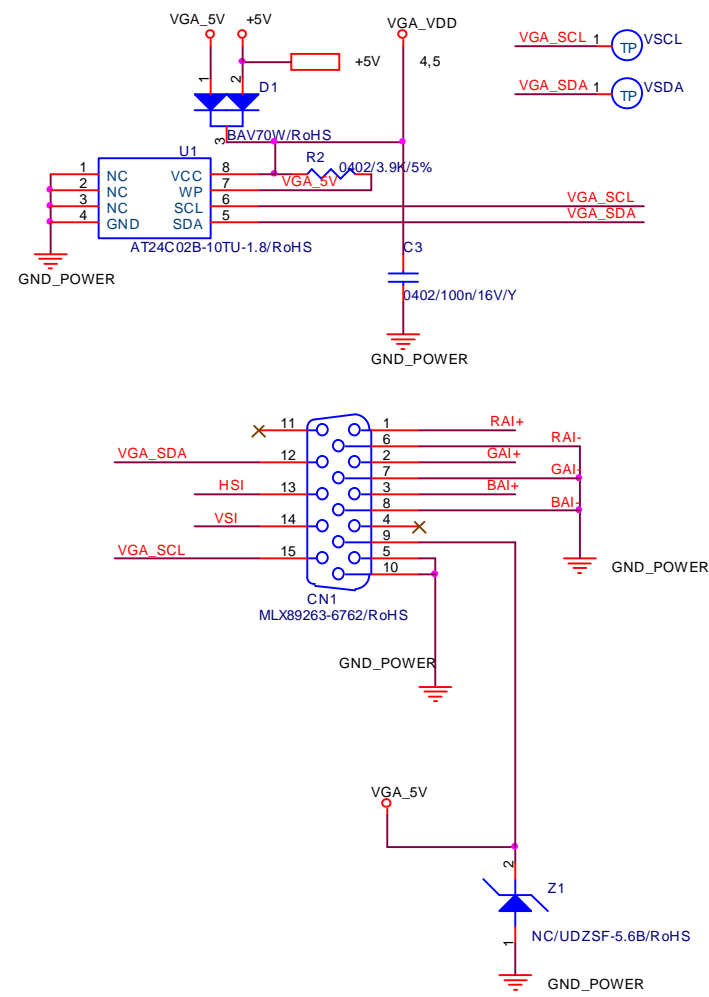 VGA_5V
+5V
VGA_VDD
VGA_SCL 1 TP VSCL
+5V
4,5
VGA_SDA 1 TP VSDA
1
2
D1
3
BAV70W/RoHS
U1
R2
0402/3.9K/5%
1 NC VCC 8
2 NC WP 7 VGA_5V
3 NC SCL 6 VGA_SCL
4 GND SDA 5 VGA_SDA
AT24C02B-10TU-1.8/RoHS
C3
GND_POWER
0402/100n/16V/Y
GND_POWER
11 1 RAI+
6 RAI-
VGA_SDA 12 2 GAI+
7 GAI-
HSI 13 3 BAI+
8 BAI-
VSI 14 4
9
VGA_SCL 15 5
10
GND_POWER
CN1
MLX89263-6762/RoHS
GND_POWER
VGA_5V
2
Z1
1
NC/UDZSF-5.6B/RoHS
GND_POWER